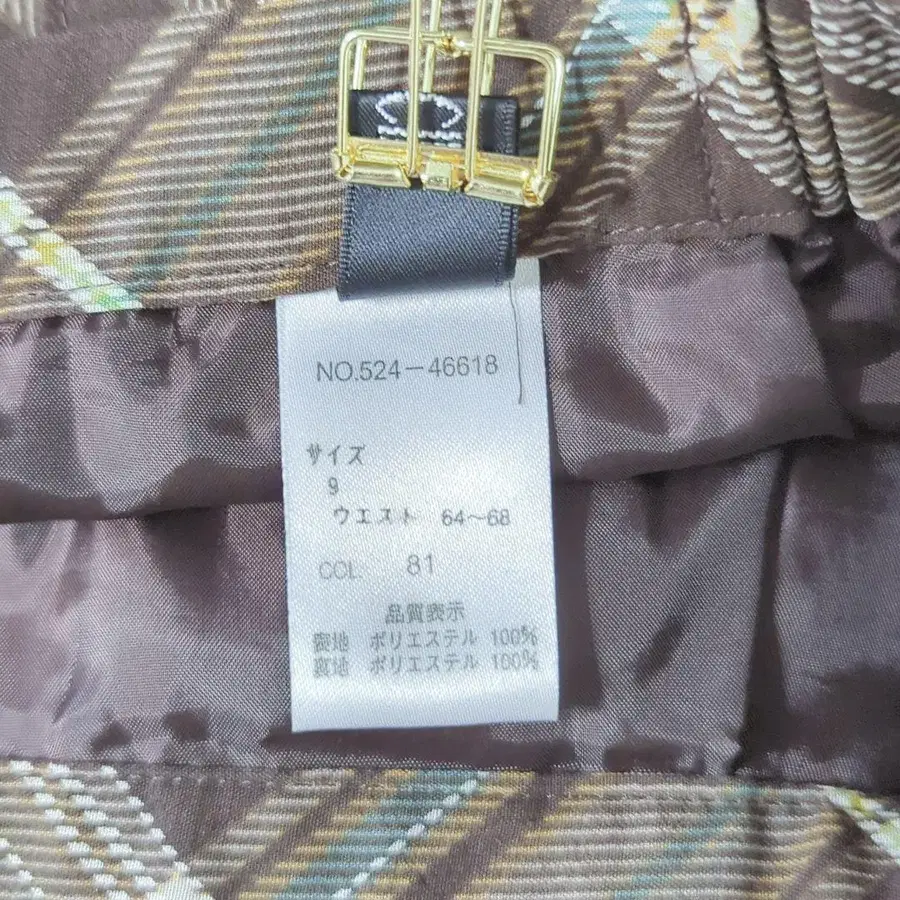 NO.524-46618
サイズ
9
ウエスト 64～68
COL. 81
品質表示
表地 ポリエステル 100%
裏地 ポリエステル 100%